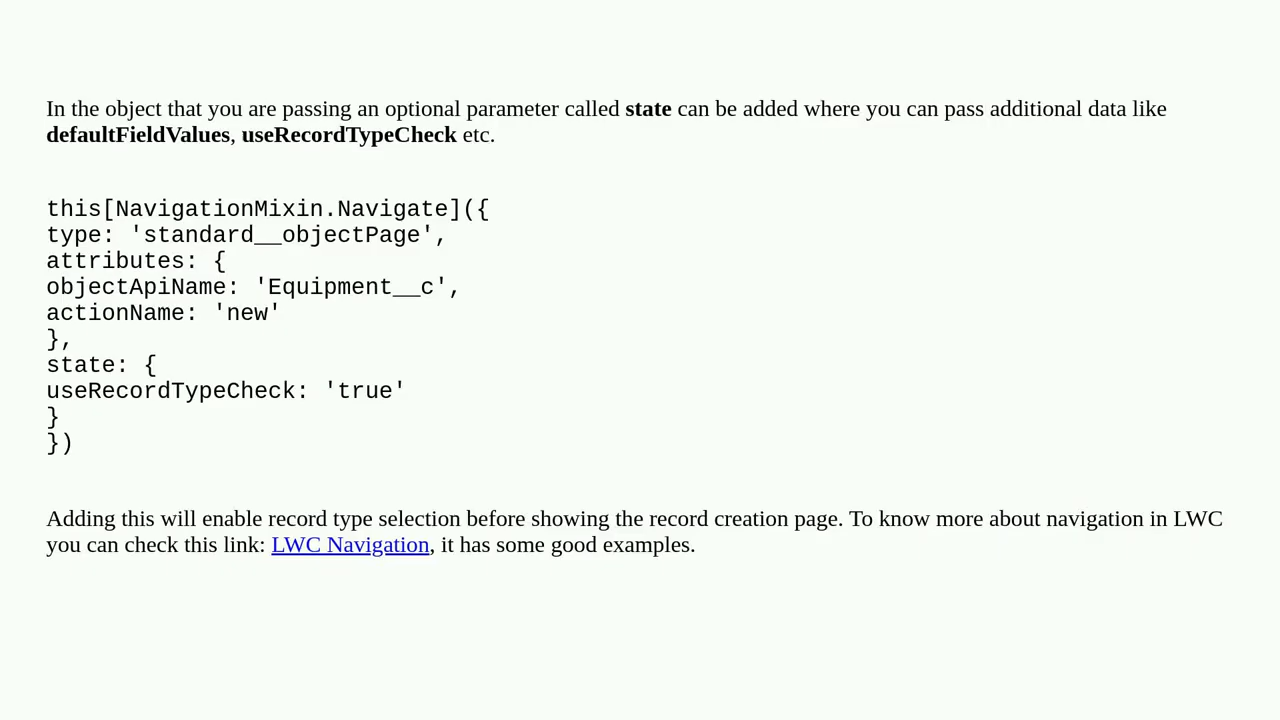 In the object that you are passing an optional parameter called state can be added where you can pass additional data like
defaultFieldValues, useRecordTypeCheck etc.
this[NavigationMixin.Navigate]({
type: 'standard__objectPage',
attributes: {
objectApiName: 'Equipment__c',
actionName: 'new'
},
state: {
useRecordTypeCheck: 'true'
}
})
Adding this will enable record type selection before showing the record creation page. To know more about navigation in LWC
you can check this link: LWC Navigation, it has some good examples.